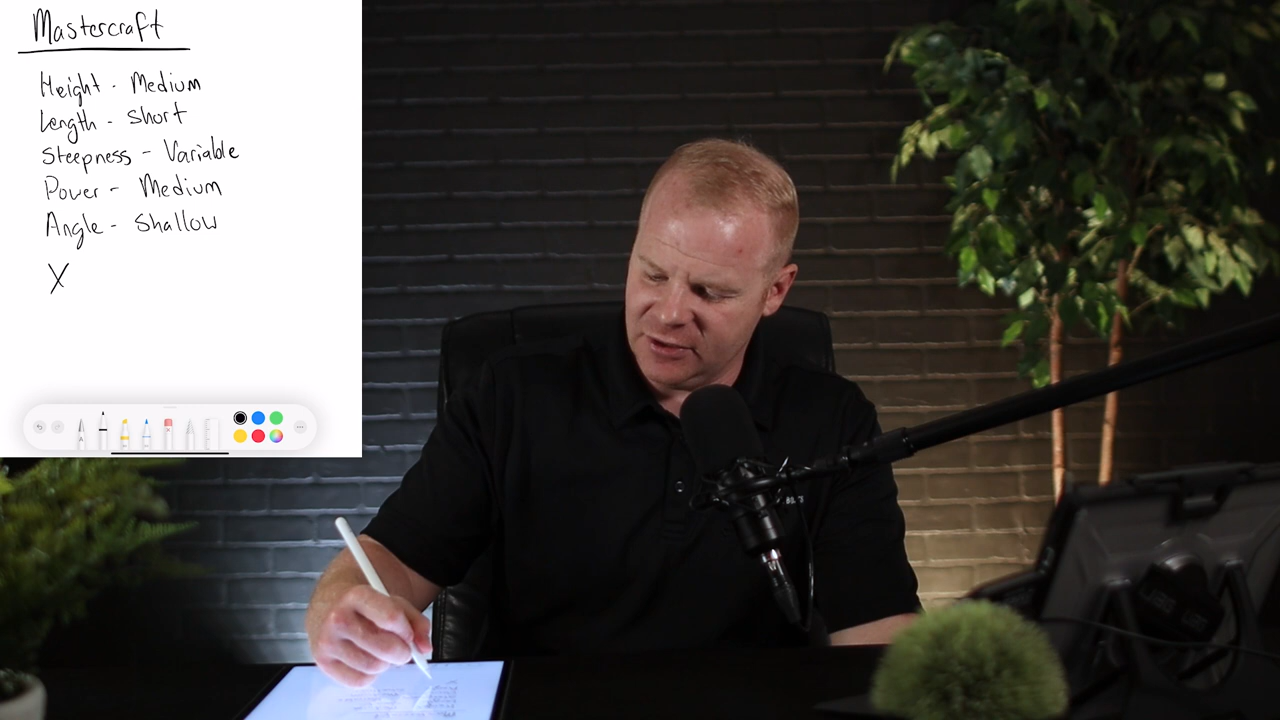 Mastercraft
Height - Medium
Length - Short
Steepness - Variable
Power - Medium
Angle - Shallow
X